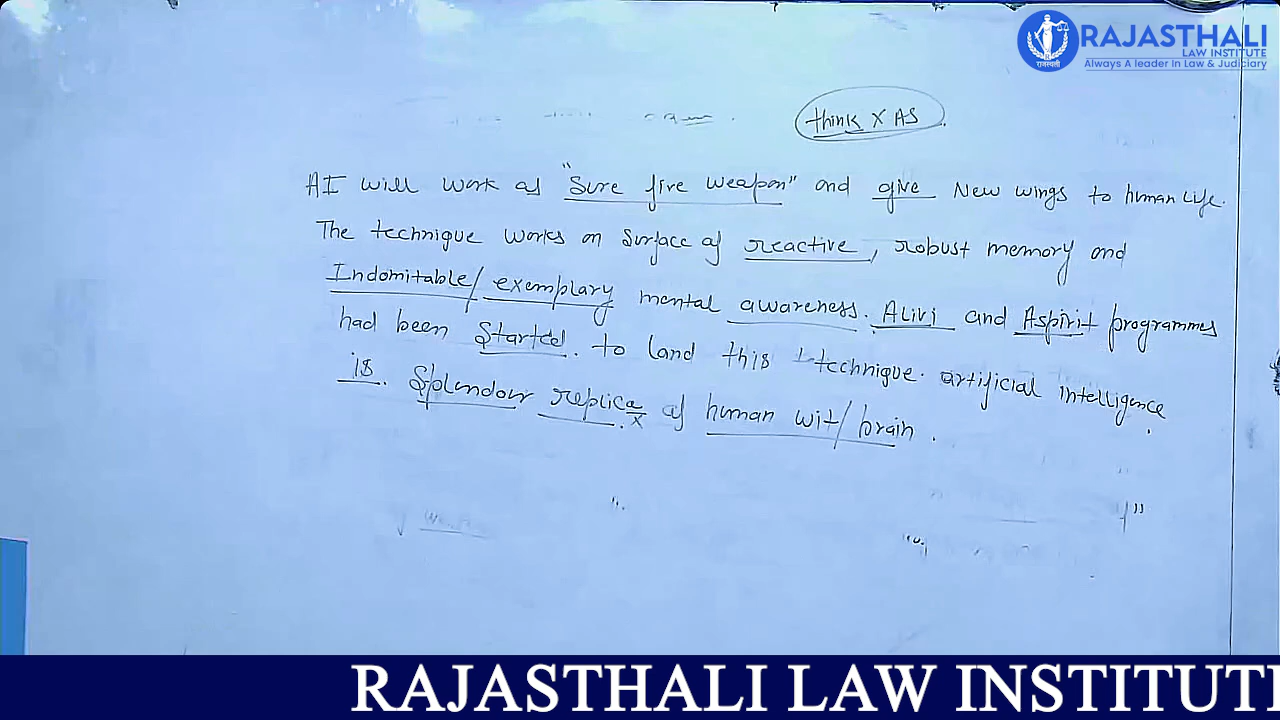 RAJASTHALI
LAW INSTITUTE
राजस्थली
Always A leader In Law & Judiciary
think X AS.
AI will work as "Sure fire weapon" and give New wings to human life.
The technique works on surface of reactive, robust memory and
Indomitable/exemplary mental awareness. Alivi and Aspirit programmes
had been started. to land this technique. artificial intelligence
is. Splendour replica of human wit/brain.
RAJASTHALI LAW INSTITUTE